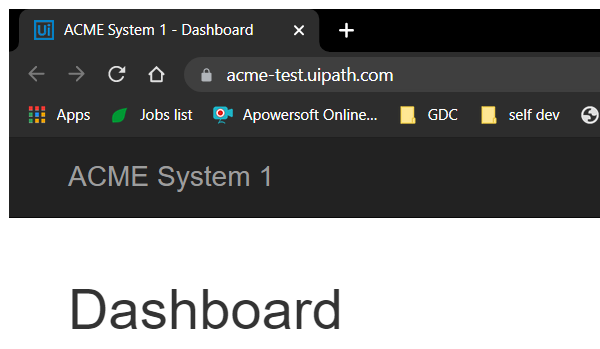 Ui ACME System 1 - Dashboard
acme-test.uipath.com
Apps Jobs list Apowersoft Online... GDC self dev
ACME System 1
Dashboard